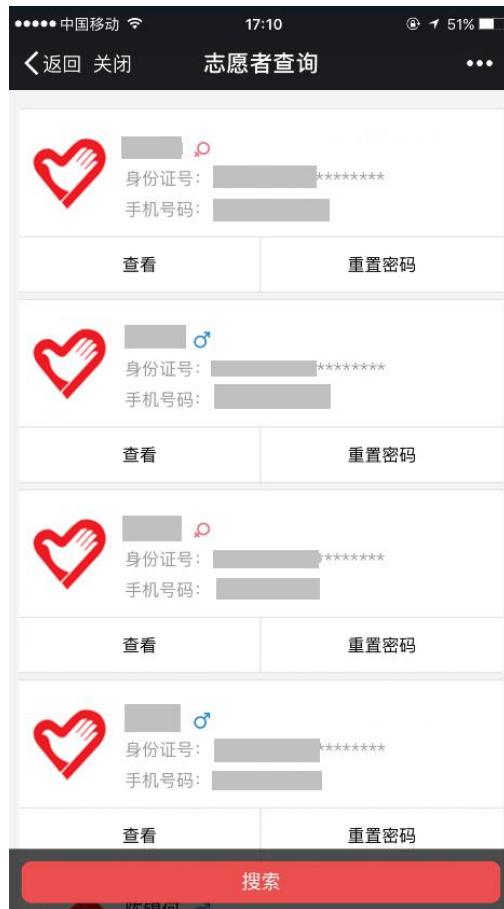 中国移动 17:10 51%
返回 关闭 志愿者查询
身份证号： ********
手机号码：
查看 重置密码
身份证号： ********
手机号码：
查看 重置密码
身份证号： ********
手机号码：
查看 重置密码
身份证号： ********
手机号码：
查看 重置密码
搜索